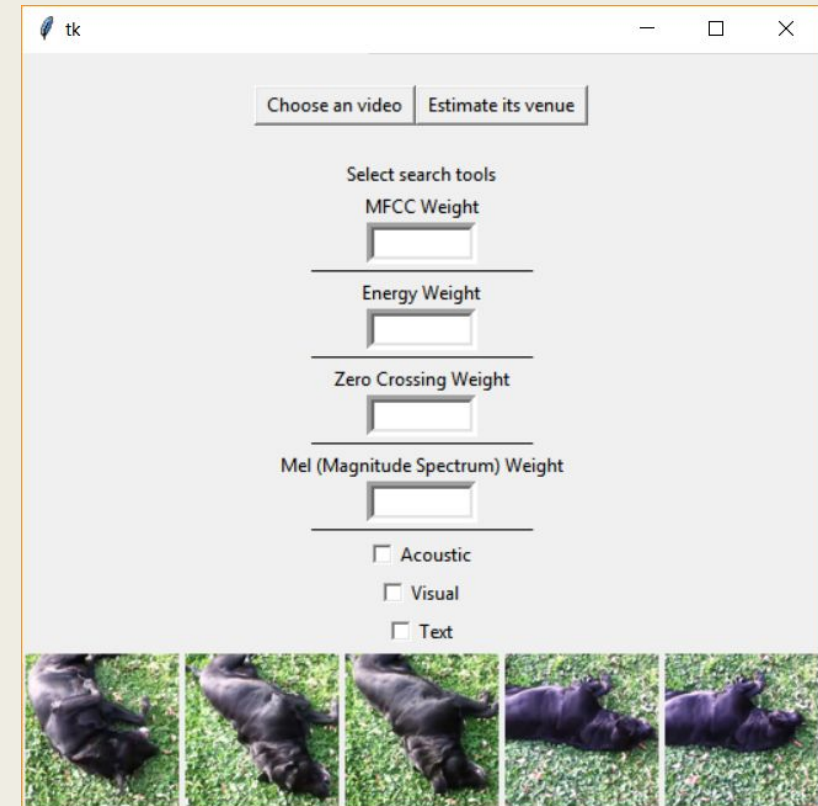 tk
Choose an video Estimate its venue
Select search tools
MFCC Weight
Energy Weight
Zero Crossing Weight
Mel (Magnitude Spectrum) Weight
Acoustic
Visual
Text